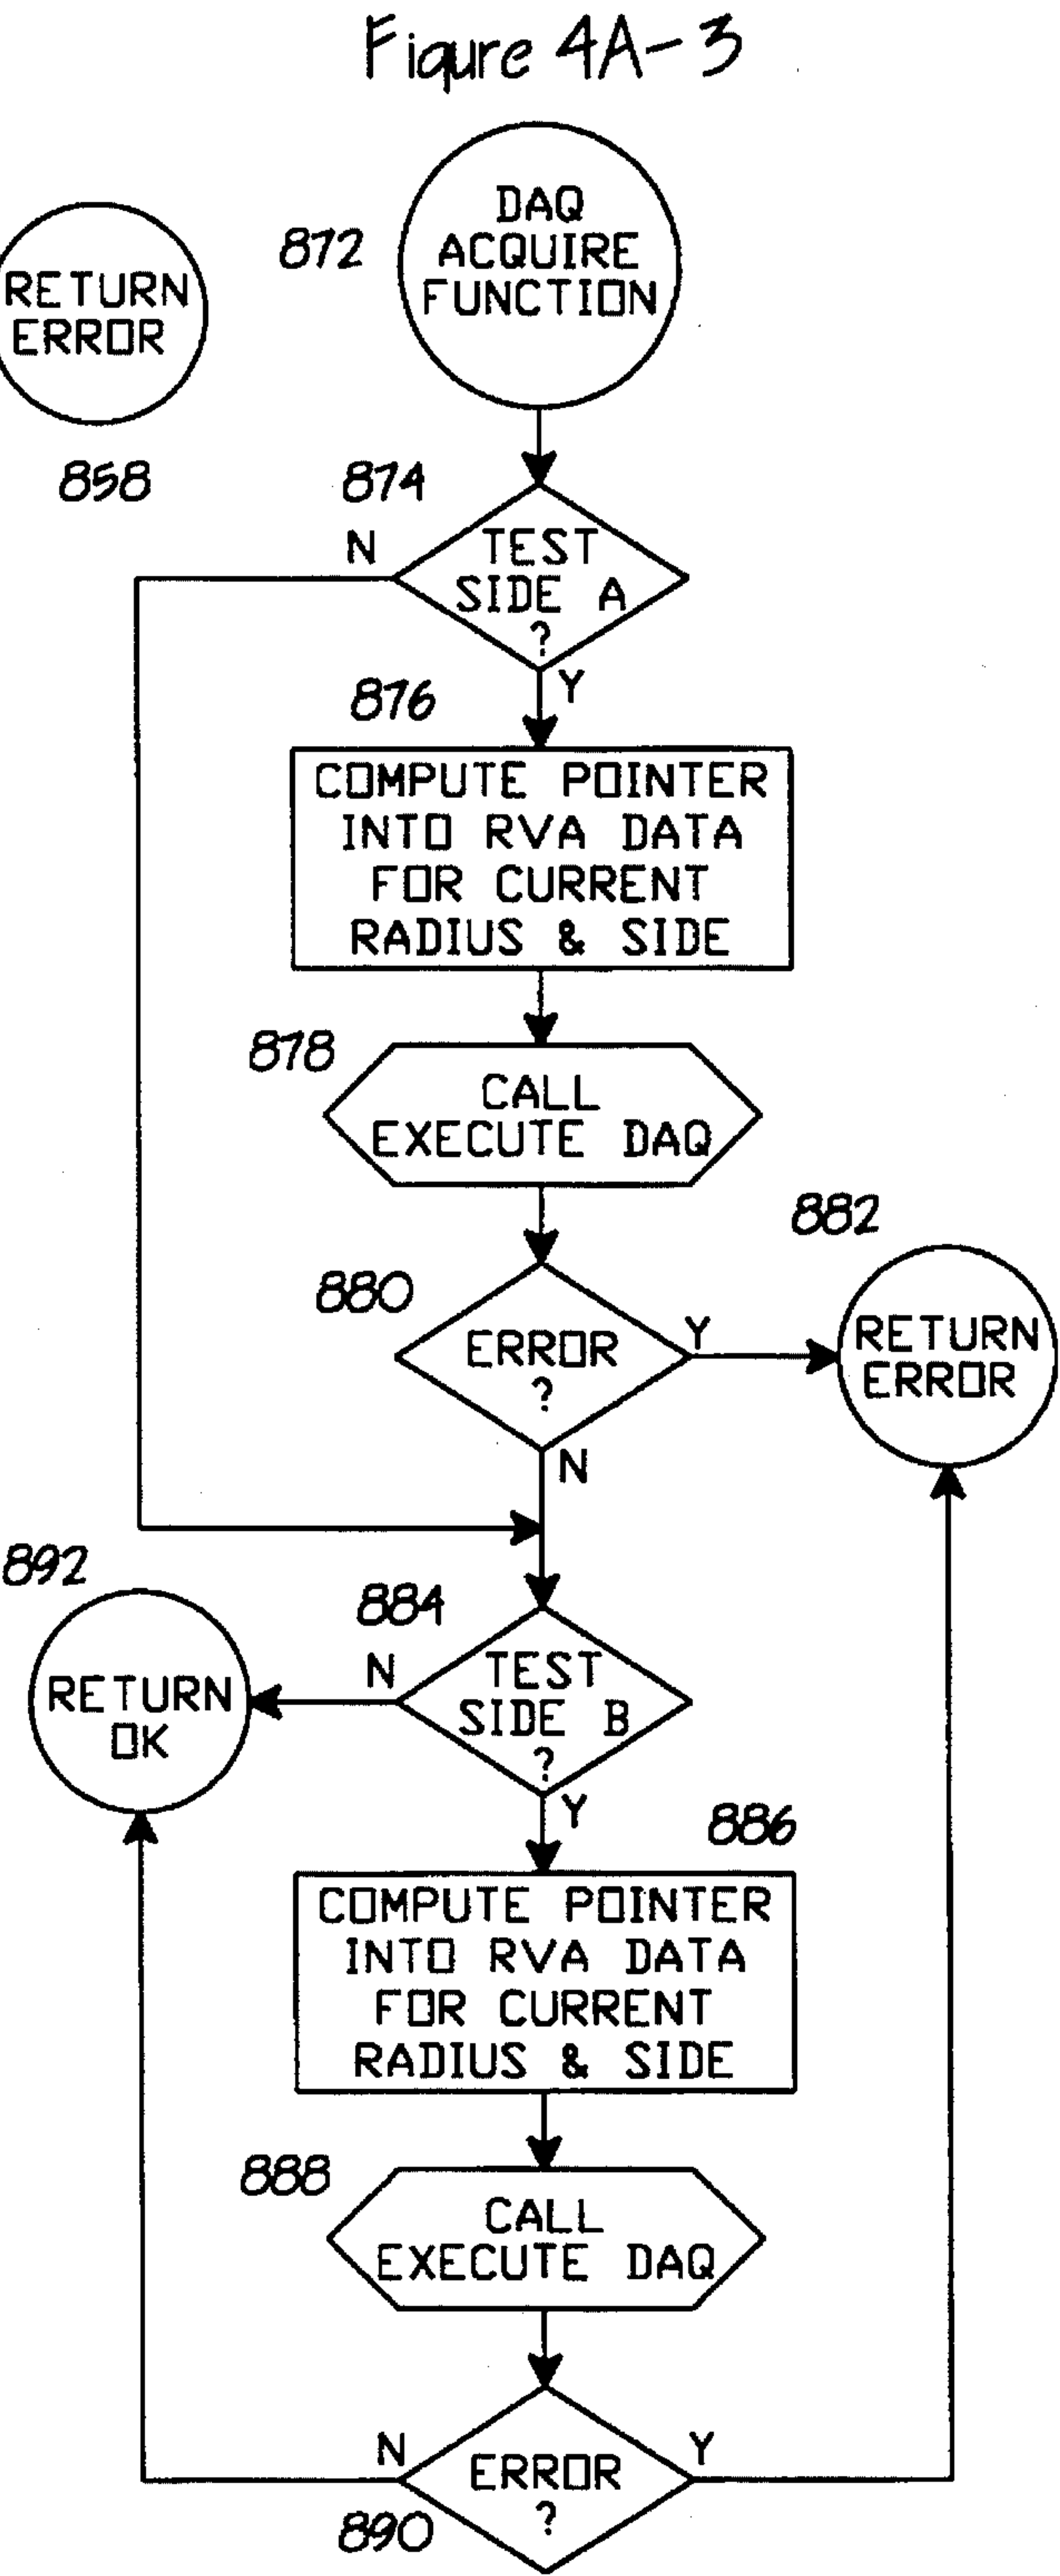 Figure 4A-3
DAQ
ACQUIRE
FUNCTION
872
RETURN
ERROR
858
874
N
TEST
SIDE A
?
Y
876
COMPUTE POINTER
INTO RVA DATA
FOR CURRENT
RADIUS & SIDE
878
CALL
EXECUTE DAQ
882
880
ERROR
?
Y
RETURN
ERROR
N
892
884
N
TEST
SIDE B
?
RETURN
OK
Y
886
COMPUTE POINTER
INTO RVA DATA
FOR CURRENT
RADIUS & SIDE
888
CALL
EXECUTE DAQ
N
ERROR
?
Y
890